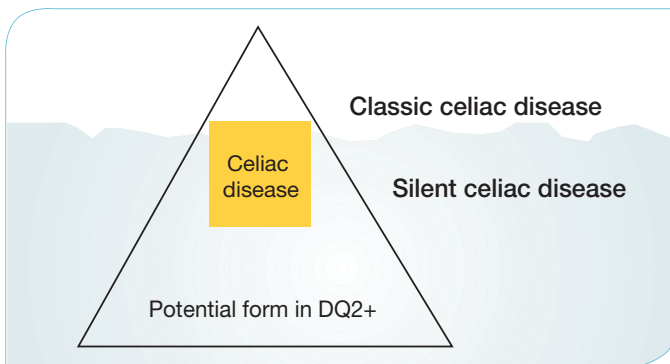 Classic celiac disease
Celiac
disease
Silent celiac disease
Potential form in DQ2+